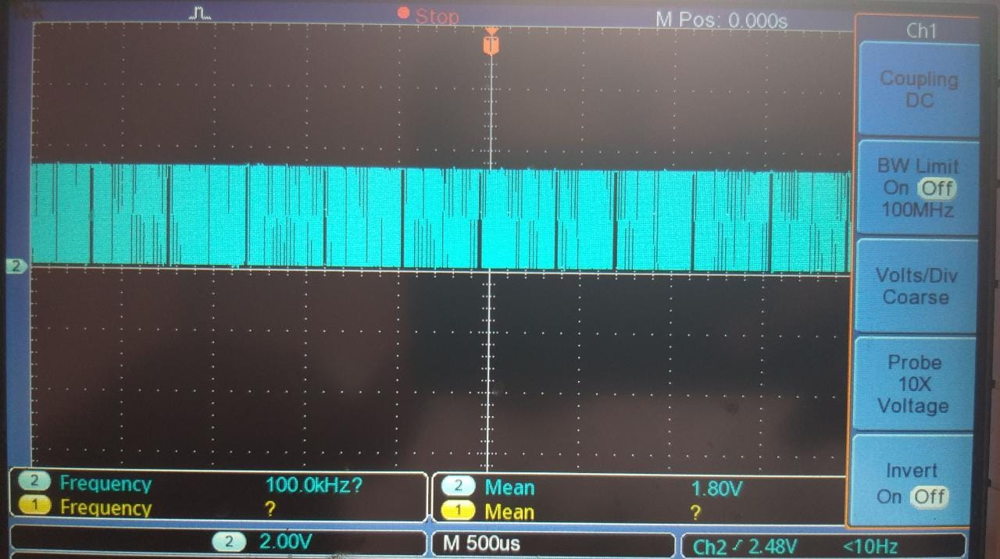 Tek
Stop
M Pos: 0.000s
T
2
Ch1
Coupling
DC
BW Limit
On Off
100MHz
Volts/Div
Coarse
Probe
10X
Voltage
Invert
On Off
2 Frequency 100.0kHz?
1 Frequency ?
2 Mean 1.80V
1 Mean ?
2 2.00V
M 500us
Ch2 2.48V <10Hz